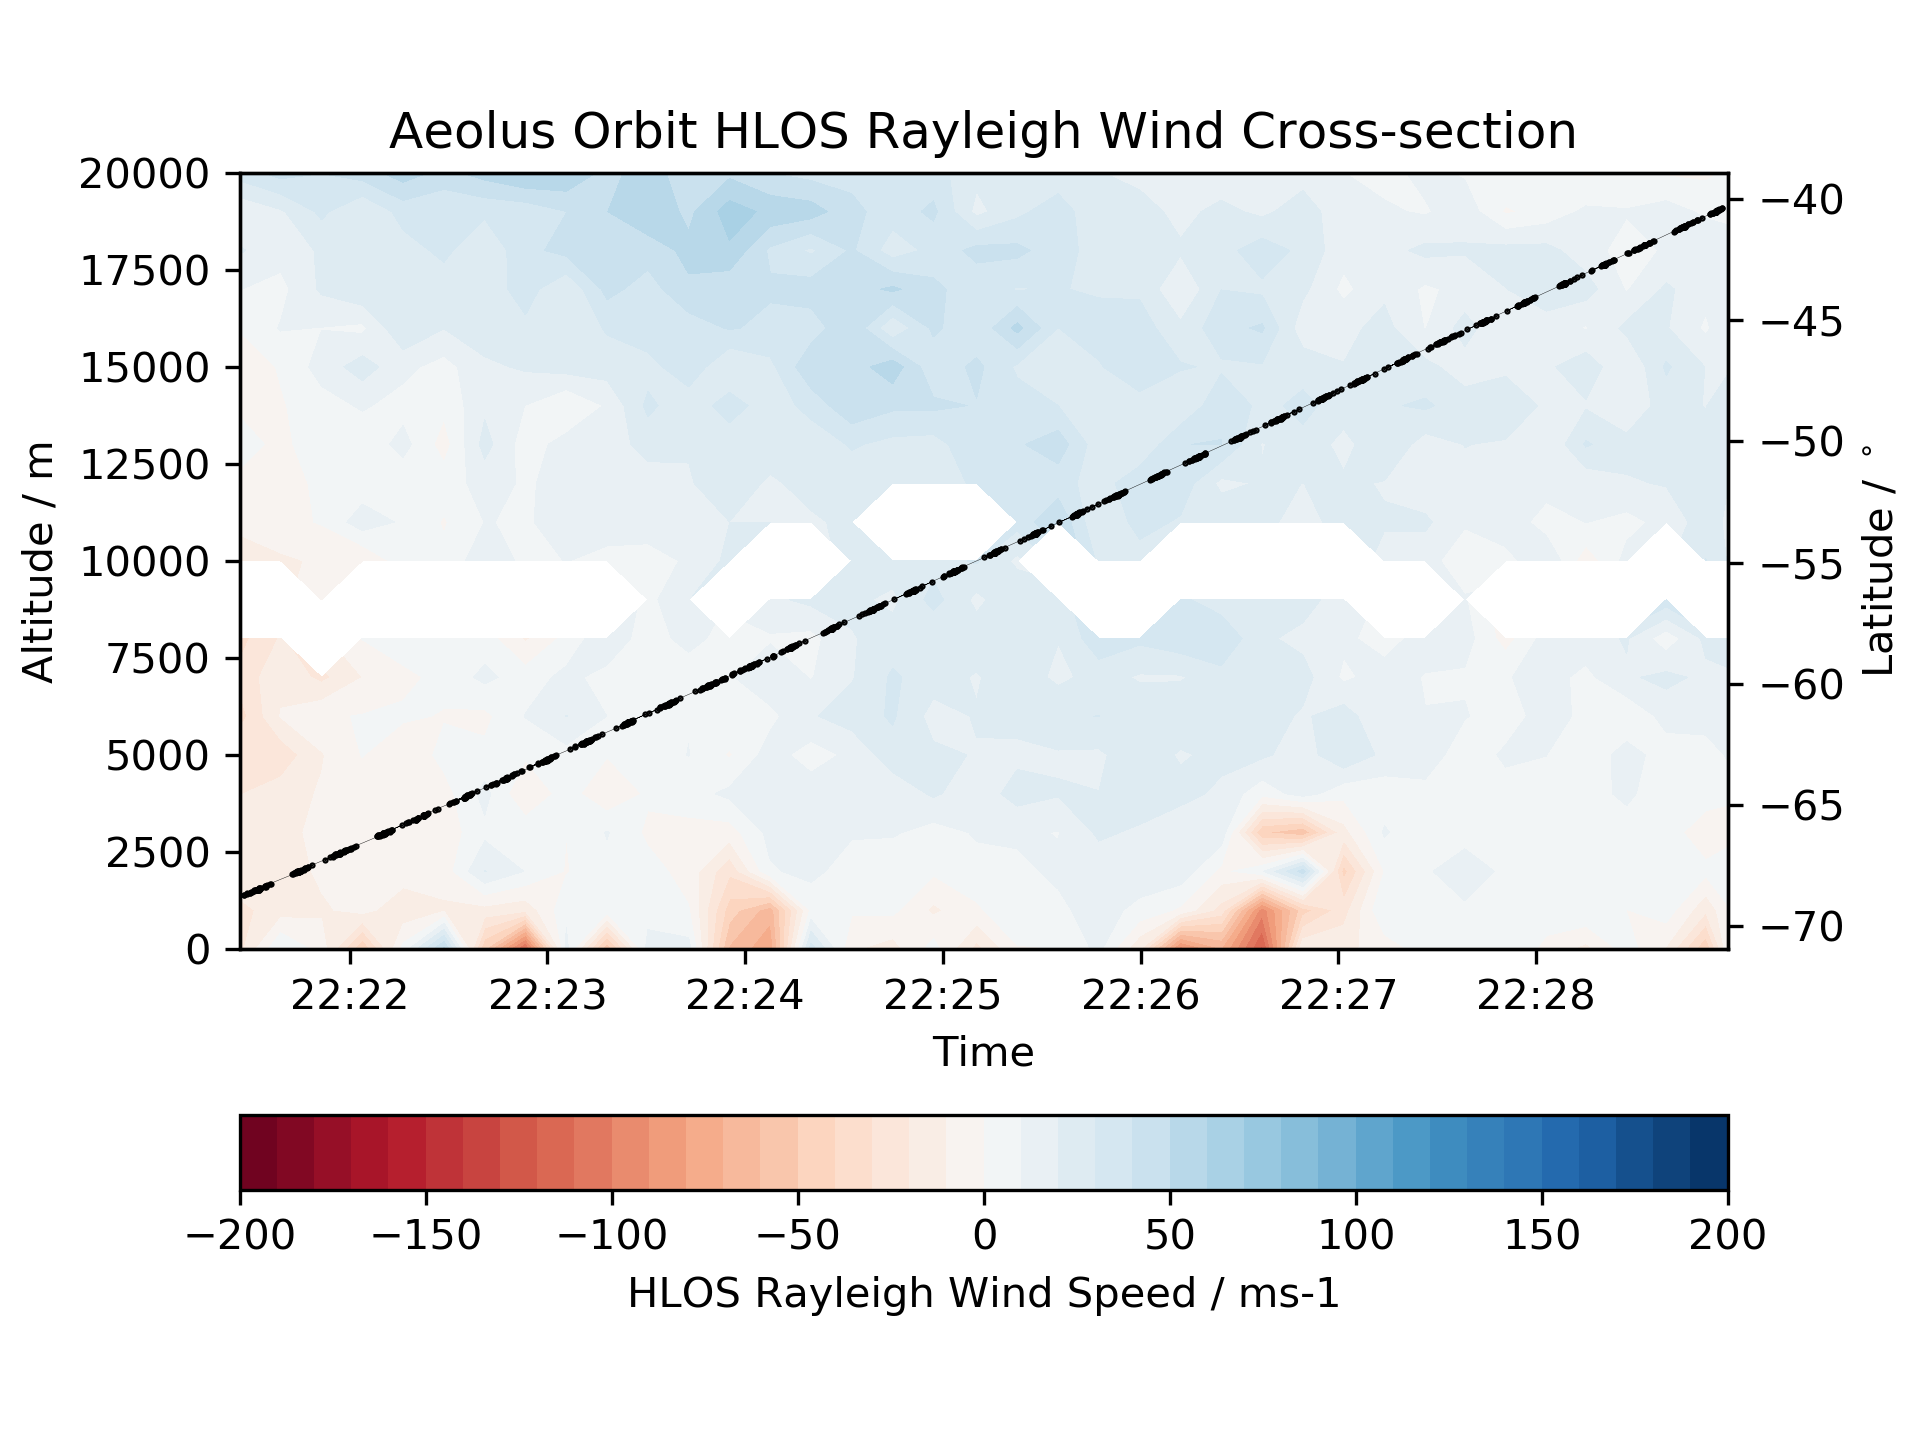 Aeolus Orbit HLOS Rayleigh Wind Cross-section
20000
17500
15000
12500
10000
7500
5000
2500
0
Altitude / m
−40
−45
−50
−55
−60
−65
−70
Latitude / °
22:22 22:23 22:24 22:25 22:26 22:27 22:28
Time
−200 −150 −100 −50 0 50 100 150 200
HLOS Rayleigh Wind Speed / ms-1